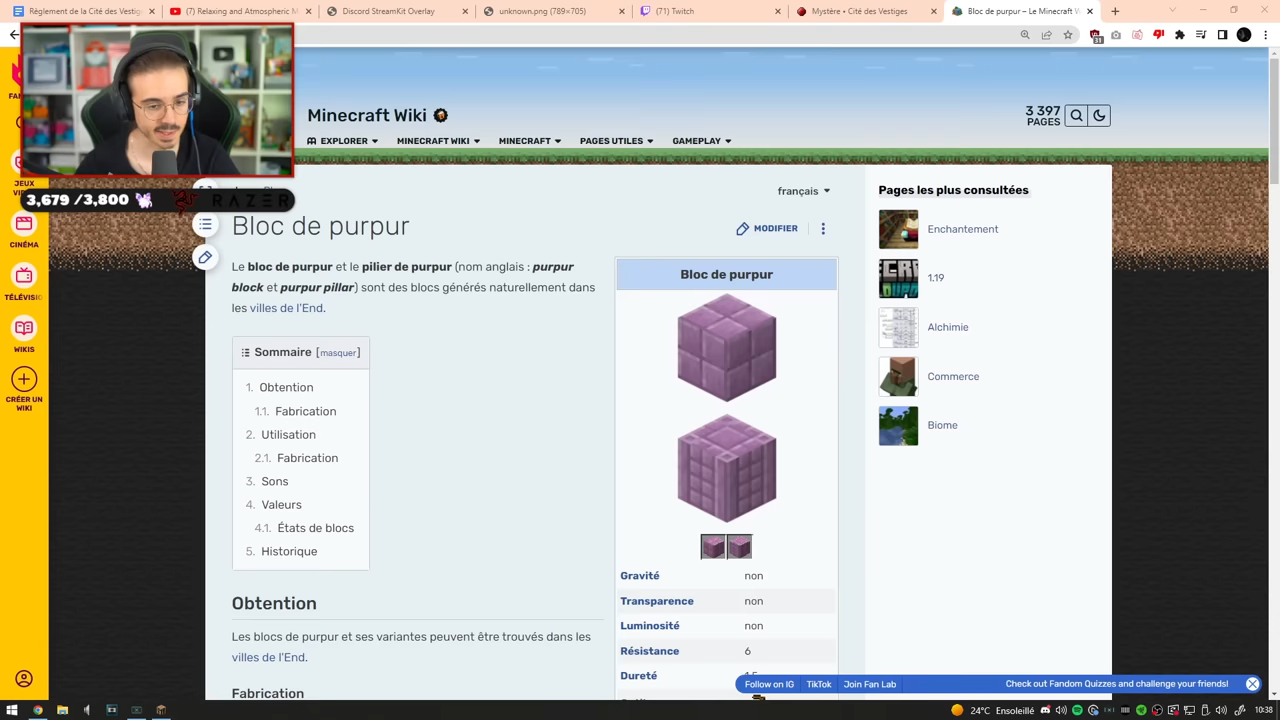 Règlement de la Cité des Vestig
Relaxing Autumn Animal Crossing
Discord StreamKit Overlay
unknown.png (789×705)
(71) Twitch
Mystère • Cité des Vestiges
Bloc de purpur – Le Minecraft W
31
Minecraft Wiki
3 397
PAGES
EXPLORER
MINECRAFT WIKI
MINECRAFT
PAGES UTILES
GAMEPLAY
3,679 /3,800
RAZER
CINÉMA
WIKIS
CRÉER UN
WIKI
français
Bloc de purpur
MODIFIER
Le bloc de purpur et le pilier de purpur (nom anglais : purpur
block et purpur pillar) sont des blocs générés naturellement dans
les villes de l'End.
Sommaire [masquer]
1. Obtention
1.1. Fabrication
2. Utilisation
2.1. Fabrication
3. Sons
4. Valeurs
4.1. États de blocs
5. Historique
Obtention
Les blocs de purpur et ses variantes peuvent être trouvés dans les
villes de l'End.
Fabrication
Bloc de purpur
Gravité non
Transparence non
Luminosité non
Résistance 6
Dureté 1,5
Pages les plus consultées
Enchantement
1.19
Alchimie
Commerce
Biome
Follow on IG
TikTok
Join Fan Lab
Check out Fandom Quizzes and challenge your friends!
24°C Ensoleillé
10:38